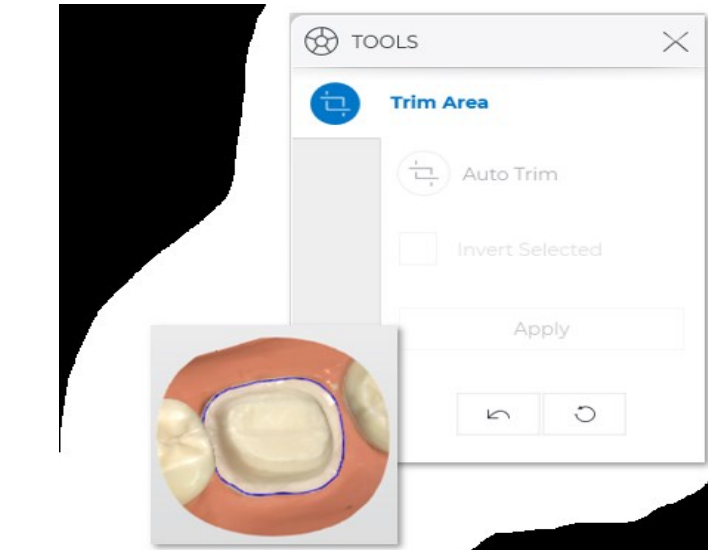 TOOLS
Trim Area
Auto Trim
Invert Selected
Apply